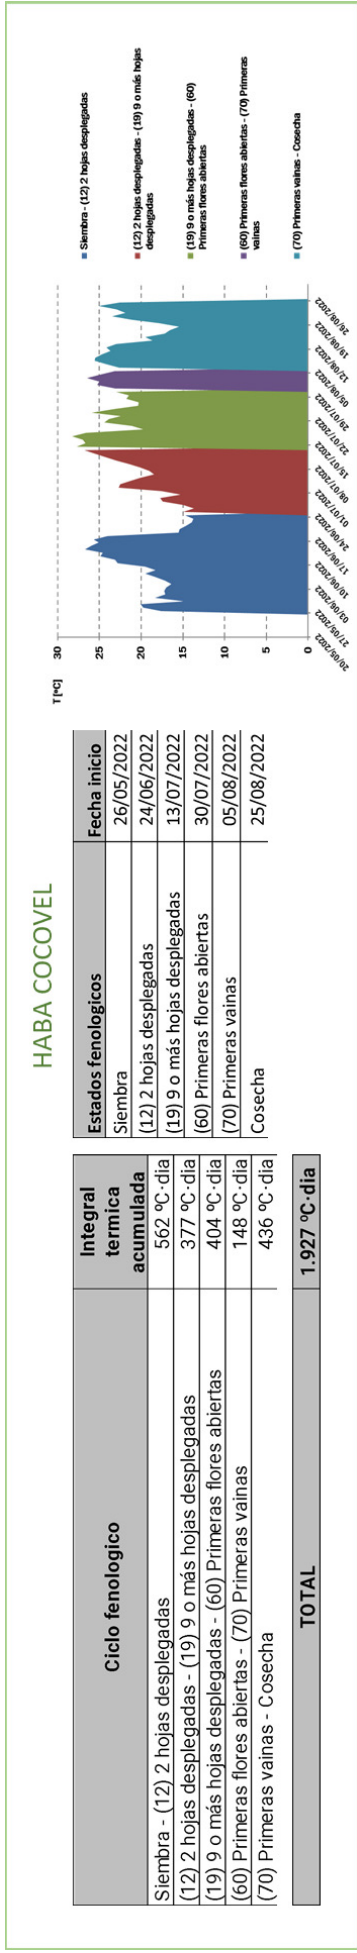 HABA COCOVEL
Ciclo fenologico
Integral
termica
acumulada
Siembra - (12) 2 hojas desplegadas 562 ºC·dia
(12) 2 hojas desplegadas - (19) 9 o más hojas desplegadas 377 ºC·dia
(19) 9 o más hojas desplegadas - (60) Primeras flores abiertas 404 ºC·dia
(60) Primeras flores abiertas - (70) Primeras vainas 148 ºC·dia
(70) Primeras vainas - Cosecha 436 ºC·dia
TOTAL 1.927 ºC·dia
Estados fenologicos Fecha inicio
Siembra 26/05/2022
(12) 2 hojas desplegadas 24/06/2022
(19) 9 o más hojas desplegadas 13/07/2022
(60) Primeras flores abiertas 30/07/2022
(70) Primeras vainas 05/08/2022
Cosecha 25/08/2022
T [ºC]
30
25
20
15
10
5
0
20/05/2022
27/05/2022
03/06/2022
10/06/2022
17/06/2022
24/06/2022
01/07/2022
08/07/2022
15/07/2022
22/07/2022
29/07/2022
05/08/2022
12/08/2022
19/08/2022
26/08/2022
Siembra - (12) 2 hojas desplegadas
(12) 2 hojas desplegadas - (19) 9 o más hojas
desplegadas
(19) 9 o más hojas desplegadas - (60)
Primeras flores abiertas
(60) Primeras flores abiertas - (70) Primeras
vainas
(70) Primeras vainas - Cosecha